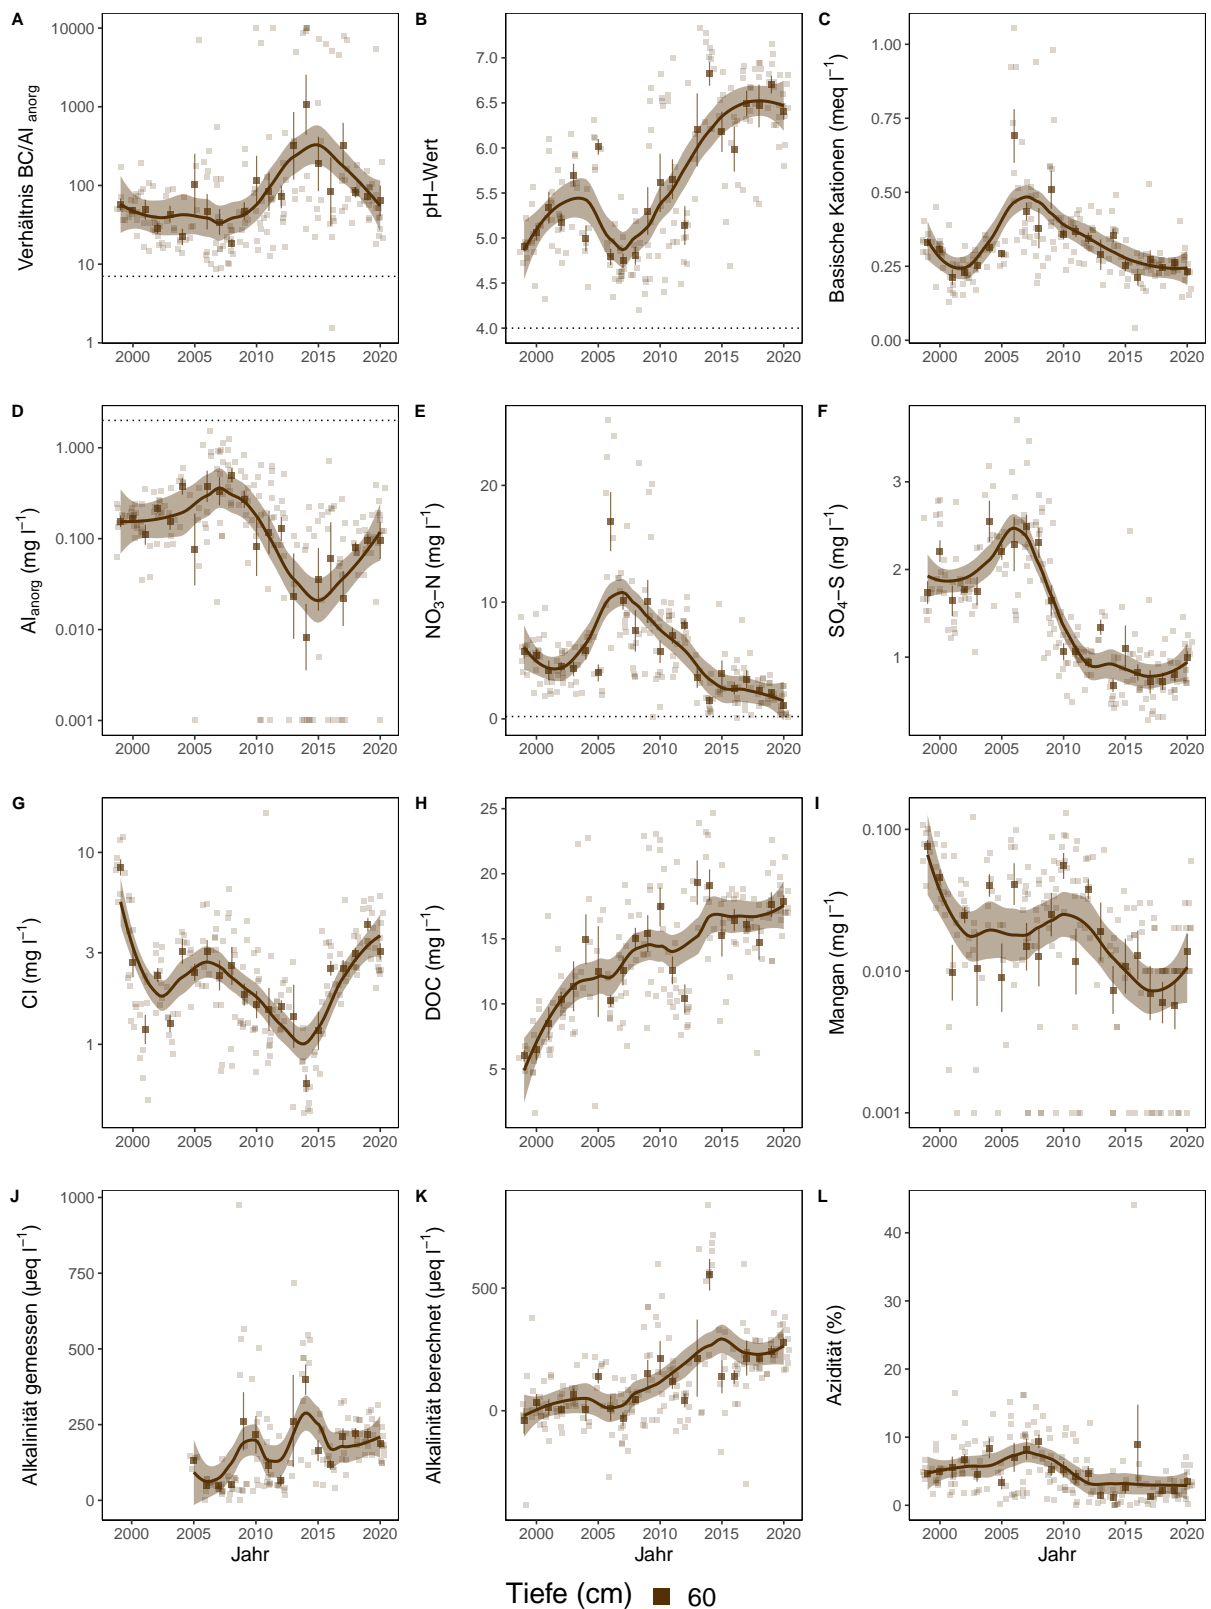 A
B
C
Verhältnis BC/Al anorg
10000
1000
100
10
1
2000 2005 2010 2015 2020
pH−Wert
7.0
6.5
6.0
5.5
5.0
4.5
4.0
2000 2005 2010 2015 2020
Basische Kationen (meq l−1)
1.00
0.75
0.50
0.25
0.00
2000 2005 2010 2015 2020
D
E
F
Alanorg (mg l−1)
1.000
0.100
0.010
0.001
2000 2005 2010 2015 2020
NO3−N (mg l−1)
20
10
0
2000 2005 2010 2015 2020
SO4−S (mg l−1)
3
2
1
2000 2005 2010 2015 2020
G
H
I
Cl (mg l−1)
10
3
1
2000 2005 2010 2015 2020
DOC (mg l−1)
25
20
15
10
5
2000 2005 2010 2015 2020
Mangan (mg l−1)
0.100
0.010
0.001
2000 2005 2010 2015 2020
J
K
L
Alkalinität gemessen (µeq l−1)
1000
750
500
250
0
2000 2005 2010 2015 2020
Jahr
Alkalinität berechnet (µeq l−1)
500
0
2000 2005 2010 2015 2020
Jahr
Azidität (%)
40
30
20
10
0
2000 2005 2010 2015 2020
Jahr
Tiefe (cm) 60